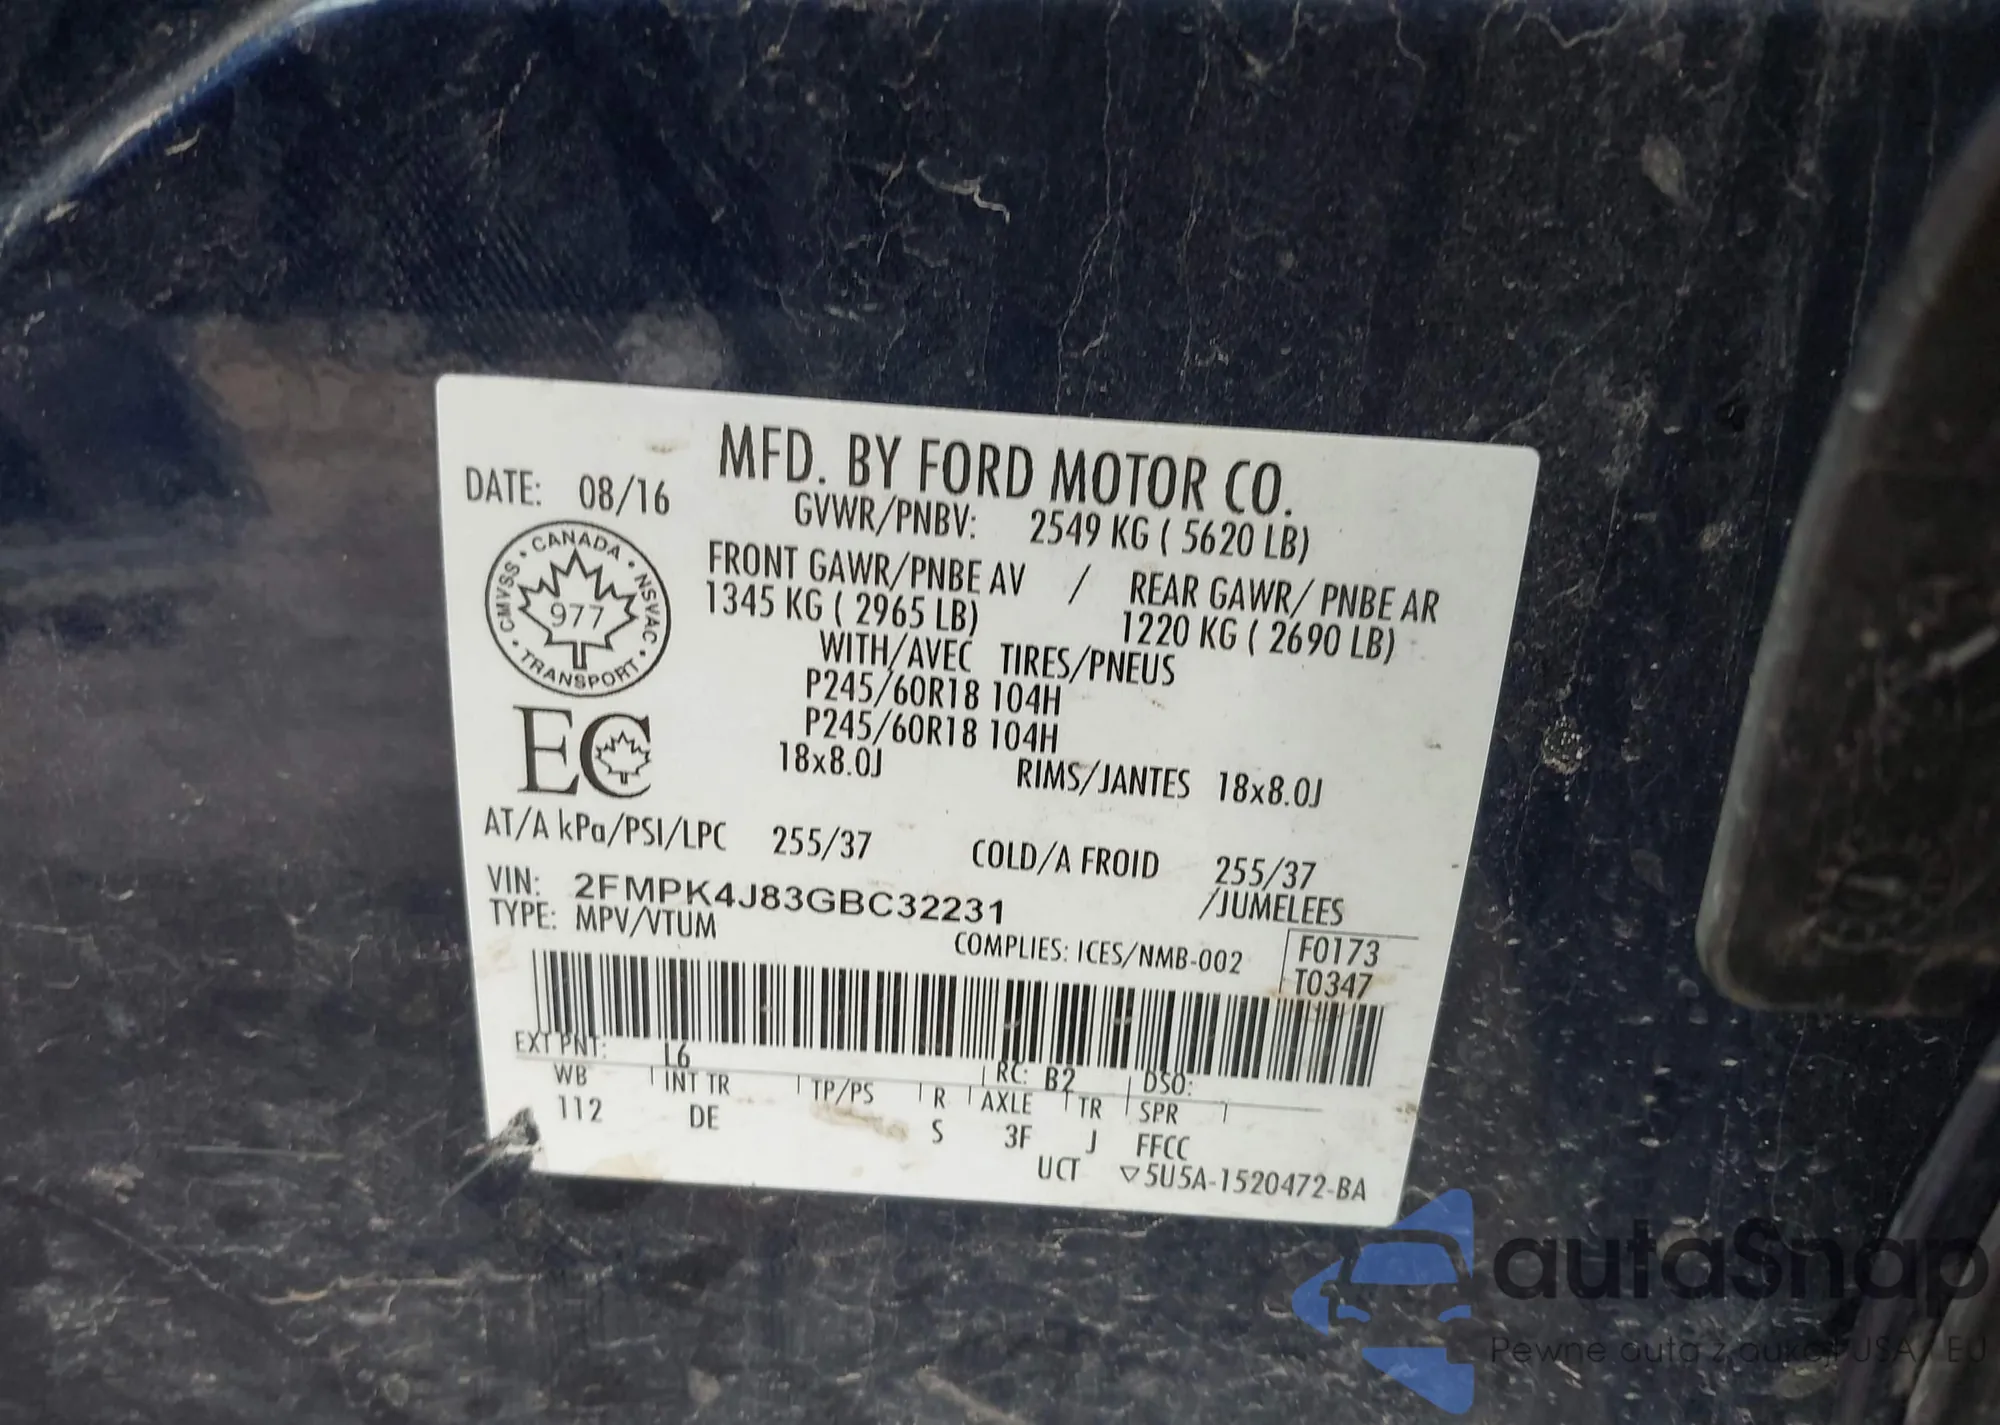 MFD. BY FORD MOTOR CO.
DATE: 08/16
GVWR/PNBV: 2549 KG ( 5620 LB)
FRONT GAWR/PNBE AV / REAR GAWR/ PNBE AR
1345 KG ( 2965 LB) 1220 KG ( 2690 LB)
WITH/AVEC TIRES/PNEUS
P245/60R18 104H
P245/60R18 104H
18x8.0J RIMS/JANTES 18x8.0J
CANADA • NSVAC • TRANSPORT • CMVSS •
977
EC
AT/A kPa/PSI/LPC 255/37 COLD/A FROID 255/37
VIN: 2FMPK4J83GBC32231 /JUMELEES
TYPE: MPV/VTUM
COMPLIES: ICES/NMB-002 F0173
T0347
EXT PNT: L6 RC: B2 DSO:
WB INT TR TP/PS R AXLE TR SPR
112 DE S 3F J FFCC
UCT ▽5U5A-1520472-BA
autaSnap
Pewne auta z aukcji USA / EU